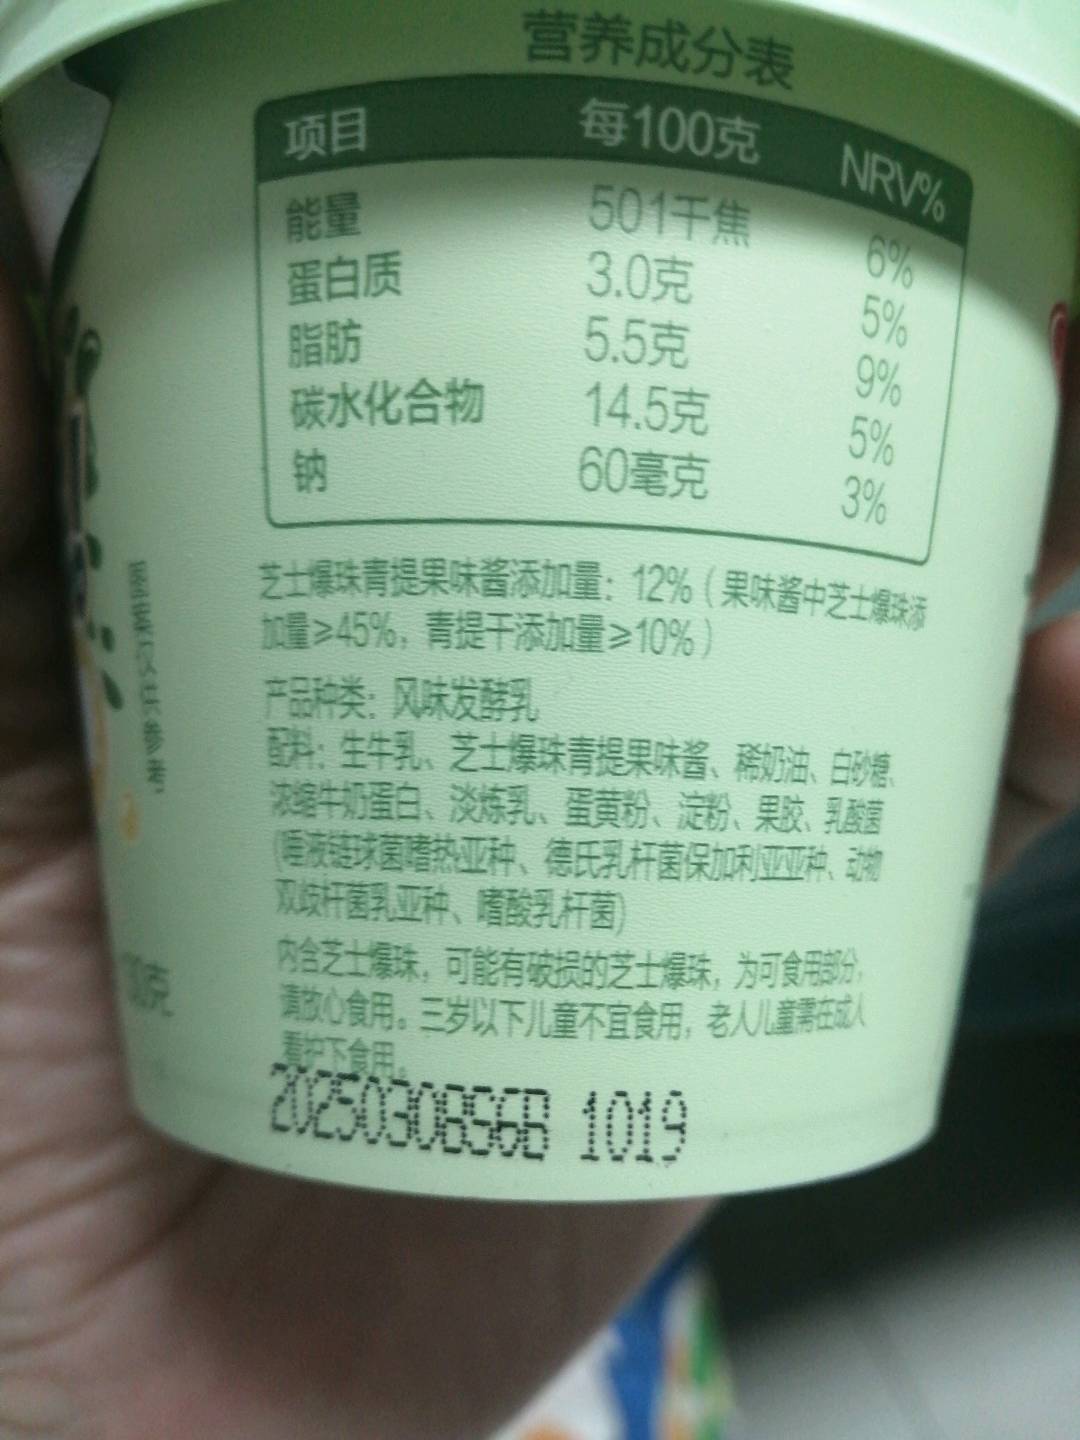 营养成分表
项目 每100克 NRV%
能量 501千焦 6%
蛋白质 3.0克 5%
脂肪 5.5克 9%
碳水化合物 14.5克 5%
钠 60毫克 3%
芝士爆珠青提果味酱添加量：12%（果味酱中芝士爆珠添
加量≥45%，青提干添加量≥10%）
产品种类：风味发酵乳
配料：生牛乳、芝士爆珠青提果味酱、稀奶油、白砂糖、
浓缩牛奶蛋白、淡炼乳、蛋黄粉、淀粉、果胶、乳酸菌
(唾液链球菌嗜热亚种、德氏乳杆菌保加利亚亚种、动物
双歧杆菌乳亚种、嗜酸乳杆菌)
内含芝士爆珠，可能有破损的芝士爆珠，为可食用部分，
请放心食用。三岁以下儿童不宜食用，老人儿童需在成人
看护下食用。
20250308S6B 1019
图案仅供参考